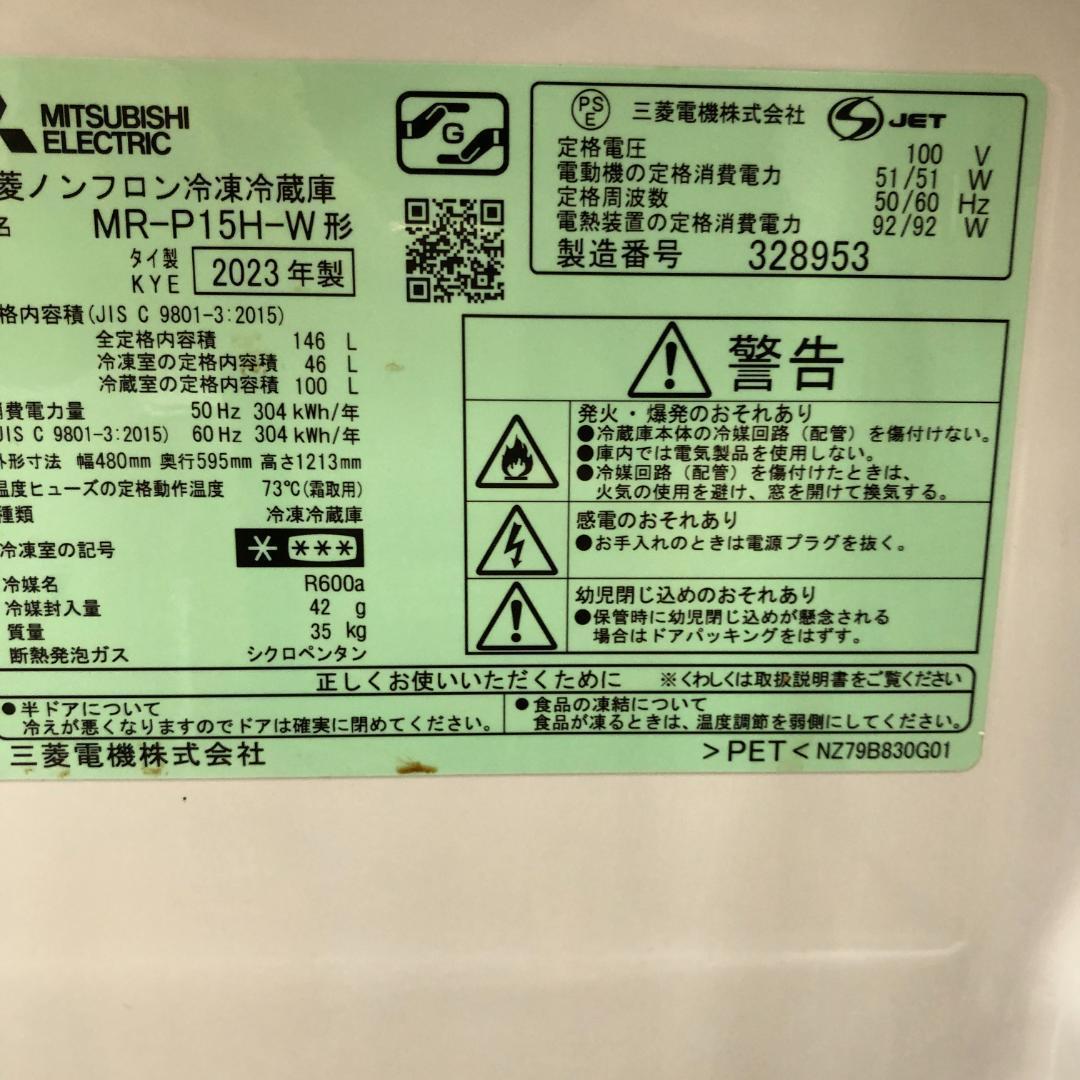 MITSUBISHI
ELECTRIC
菱ノンフロン冷凍冷蔵庫
名 MR-P15H-W 形
タイ製
KYE
2023 年製
格内容積(JIS C 9801-3:2015)
全定格内容積 146 L
冷凍室の定格内容積 46 L
冷蔵室の定格内容積 100 L
消費電力量 50 Hz 304 kWh/年
(JIS C 9801-3:2015) 60 Hz 304 kWh/年
外形寸法 幅480mm 奥行595mm 高さ1213mm
温度ヒューズの定格動作温度 73℃(霜取用)
種類 冷凍冷蔵庫
冷凍室の記号 * ***
冷媒名 R600a
冷媒封入量 42 g
質量 35 kg
断熱発泡ガス シクロペンタン
G
PS
E
三菱電機株式会社 S JET
定格電圧 100 V
電動機の定格消費電力 51/51 W
定格周波数 50/60 Hz
電熱装置の定格消費電力 92/92 W
製造番号 328953
警告
発火・爆発のおそれあり
●冷蔵庫本体の冷媒回路(配管)を傷付けない。
●庫内では電気製品を使用しない。
●冷媒回路(配管)を傷付けたときは、
火気の使用を避け、窓を開けて換気する。
感電のおそれあり
●お手入れのときは電源プラグを抜く。
幼児閉じ込めのおそれあり
●保管時に幼児閉じ込めが懸念される
場合はドアパッキングをはずす。
正しくお使いいただくために ※くわしくは取扱説明書をご覧ください
●半ドアについて
冷えが悪くなりますのでドアは確実に閉めてください。
●食品の凍結について
食品が凍るときは、温度調節を弱側にしてください。
三菱電機株式会社
>PET< NZ79B830G01